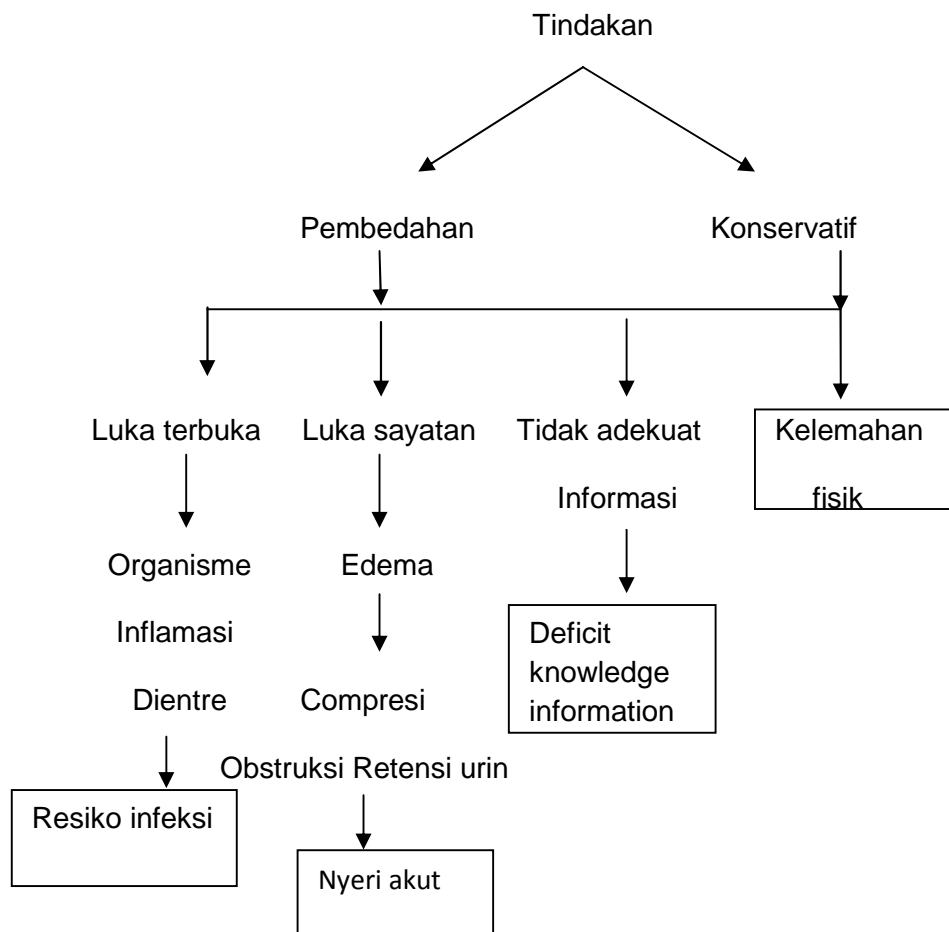 Tindakan
Pembedahan Konservatif
Luka terbuka Luka sayatan Tidak adekuat Kelemahan
Informasi fisik
Organisme Edema
Inflamasi Deficit
knowledge
Dientre Compresi information
Obstruksi Retensi urin
Resiko infeksi
Nyeri akut